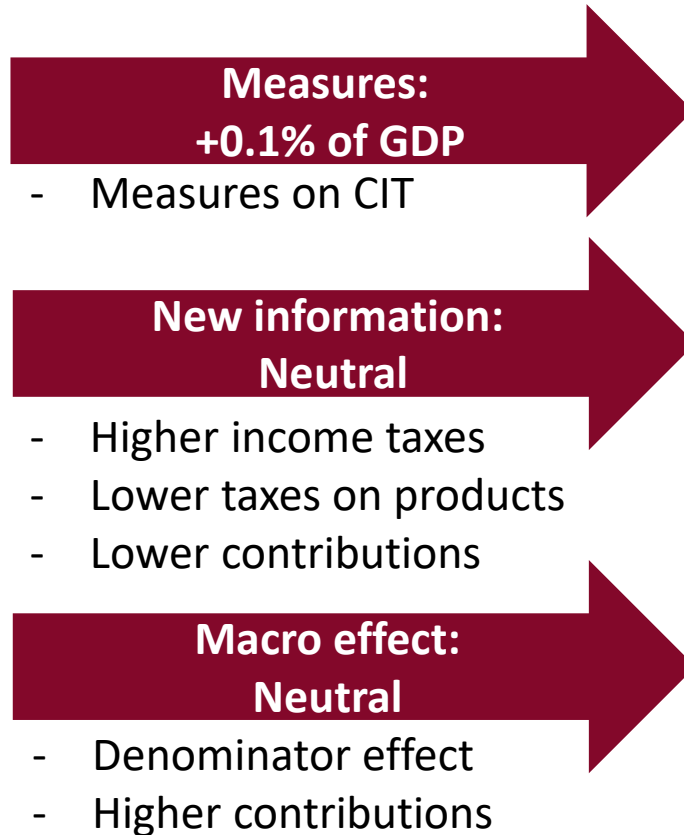 Measures:
+0.1% of GDP
- Measures on CIT
New information:
Neutral
- Higher income taxes
- Lower taxes on products
- Lower contributions
Macro effect:
Neutral
- Denominator effect
- Higher contributions